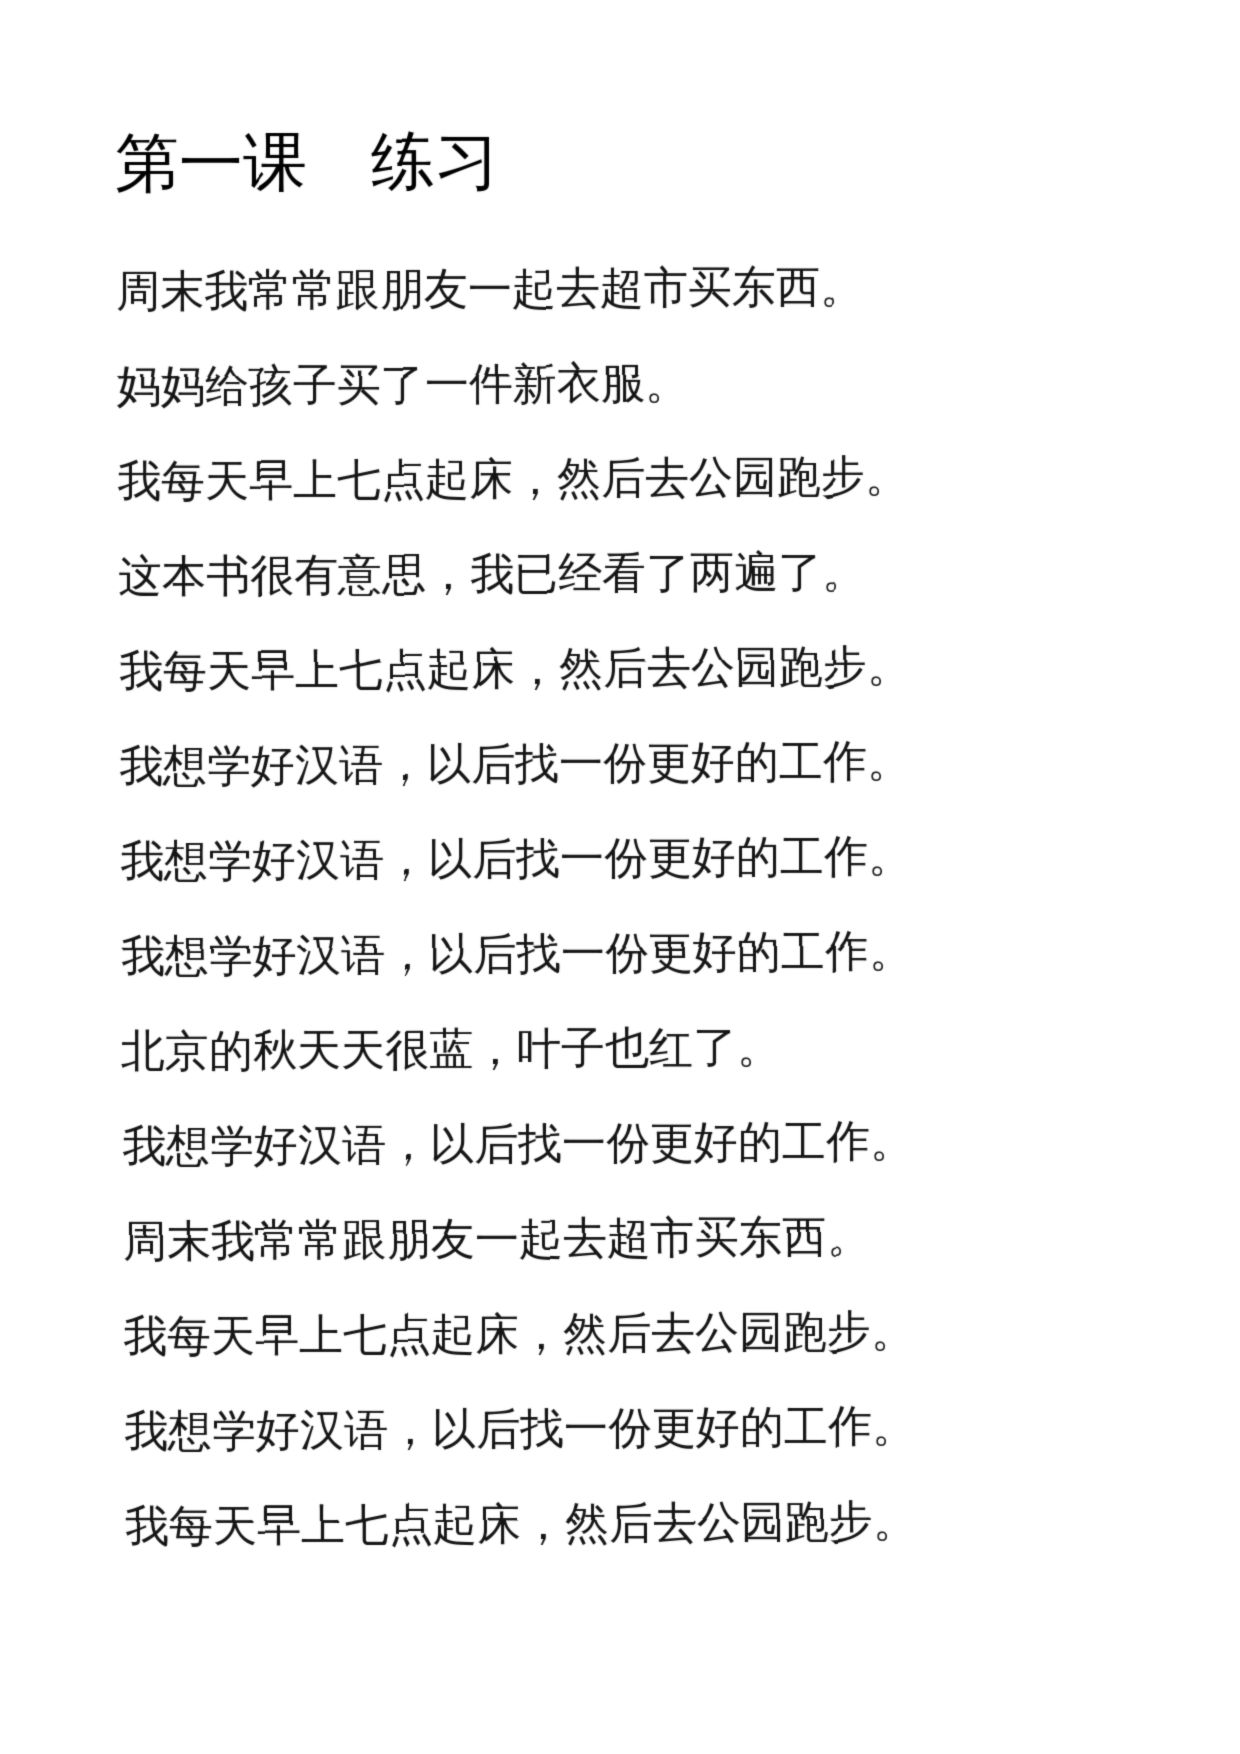 第一课　练习
周末我常常跟朋友一起去超市买东西。
妈妈给孩子买了一件新衣服。
我每天早上七点起床，然后去公园跑步。
这本书很有意思，我已经看了两遍了。
我每天早上七点起床，然后去公园跑步。
我想学好汉语，以后找一份更好的工作。
我想学好汉语，以后找一份更好的工作。
我想学好汉语，以后找一份更好的工作。
北京的秋天天很蓝，叶子也红了。
我想学好汉语，以后找一份更好的工作。
周末我常常跟朋友一起去超市买东西。
我每天早上七点起床，然后去公园跑步。
我想学好汉语，以后找一份更好的工作。
我每天早上七点起床，然后去公园跑步。